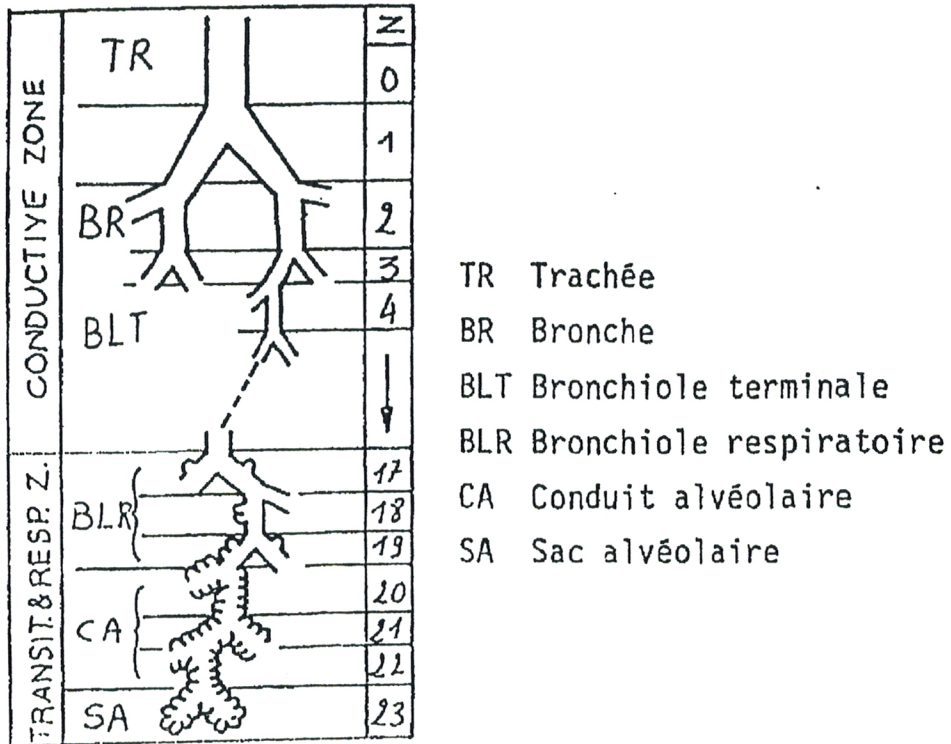 CONDUCTIVE ZONE
TRANSIT. & RESP. Z.
Z
TR
0
1
BR
2
3
BLT
4
BLR
17
18
19
CA
20
21
22
SA
23
TR Trachée
BR Bronche
BLT Bronchiole terminale
BLR Bronchiole respiratoire
CA Conduit alvéolaire
SA Sac alvéolaire